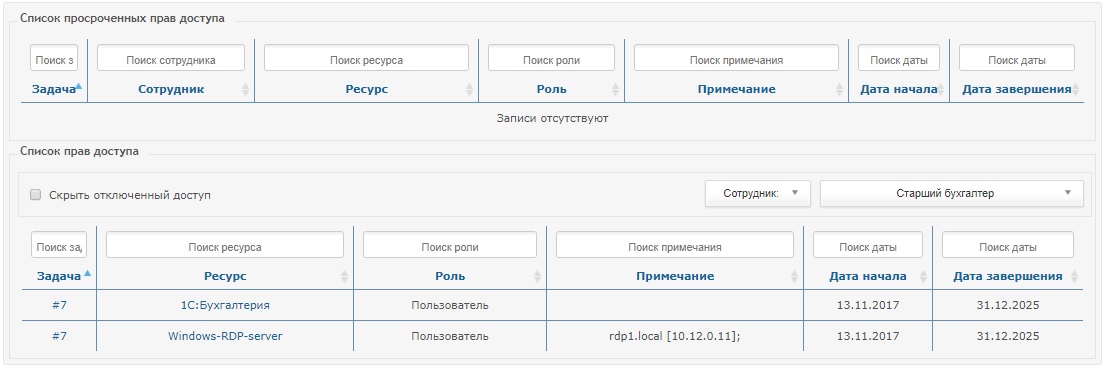 Список просроченных прав доступа
Поиск з Поиск сотрудника Поиск ресурса Поиск роли Поиск примечания Поиск даты Поиск даты
Задача Сотрудник Ресурс Роль Примечание Дата начала Дата завершения
Записи отсутствуют
Список прав доступа
Скрыть отключенный доступ Сотрудник: Старший бухгалтер
Поиск за Поиск ресурса Поиск роли Поиск примечания Поиск даты Поиск даты
Задача Ресурс Роль Примечание Дата начала Дата завершения
#7 1С:Бухгалтерия Пользователь 13.11.2017 31.12.2025
#7 Windows-RDP-server Пользователь rdp1.local [10.12.0.11]; 13.11.2017 31.12.2025